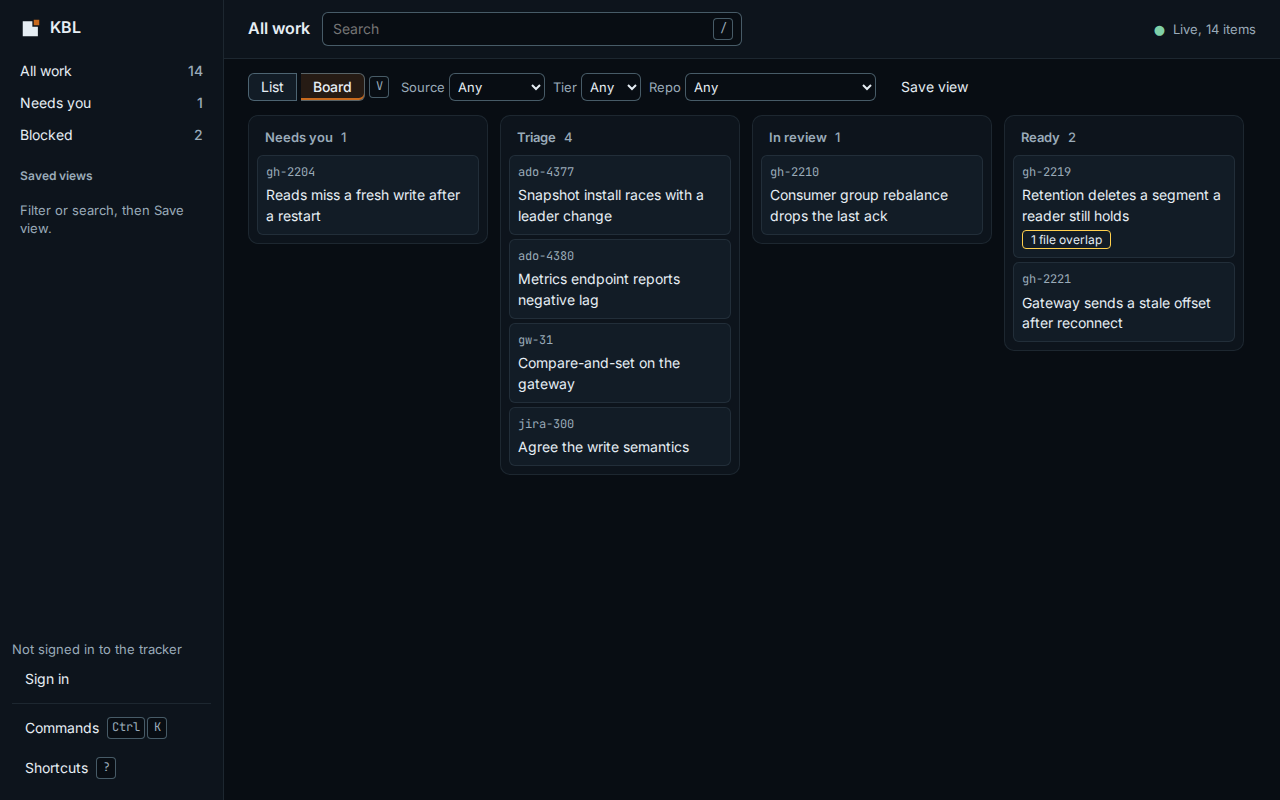 KBL
All work 14
Needs you 1
Blocked 2
Saved views
Filter or search, then Save
view.
Not signed in to the tracker
Sign in
Commands Ctrl K
Shortcuts ?
All work Search /
Live, 14 items
List Board V Source Any Tier Any Repo Any Save view
Needs you 1
gh-2204
Reads miss a fresh write after
a restart
Triage 4
ado-4377
Snapshot install races with a
leader change
ado-4380
Metrics endpoint reports
negative lag
gw-31
Compare-and-set on the
gateway
jira-300
Agree the write semantics
In review 1
gh-2210
Consumer group rebalance
drops the last ack
Ready 2
gh-2219
Retention deletes a segment a
reader still holds
1 file overlap
gh-2221
Gateway sends a stale offset
after reconnect